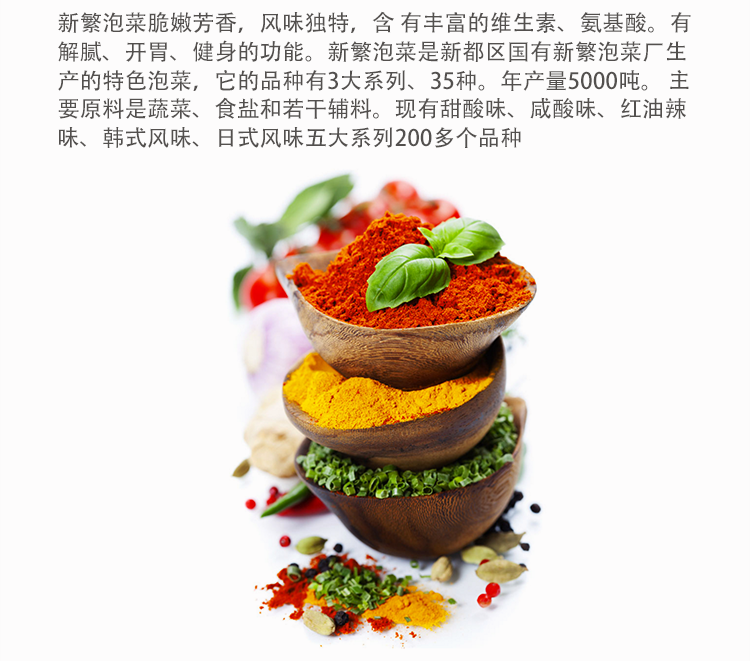 新繁泡菜脆嫩芳香，风味独特，含 有丰富的维生素、氨基酸。有
解腻、开胃、健身的功能。新繁泡菜是新都区国有新繁泡菜厂生
产的特色泡菜，它的品种有3大系列、35种。年产量5000吨。 主
要原料是蔬菜、食盐和若干辅料。现有甜酸味、咸酸味、红油辣
味、韩式风味、日式风味五大系列200多个品种